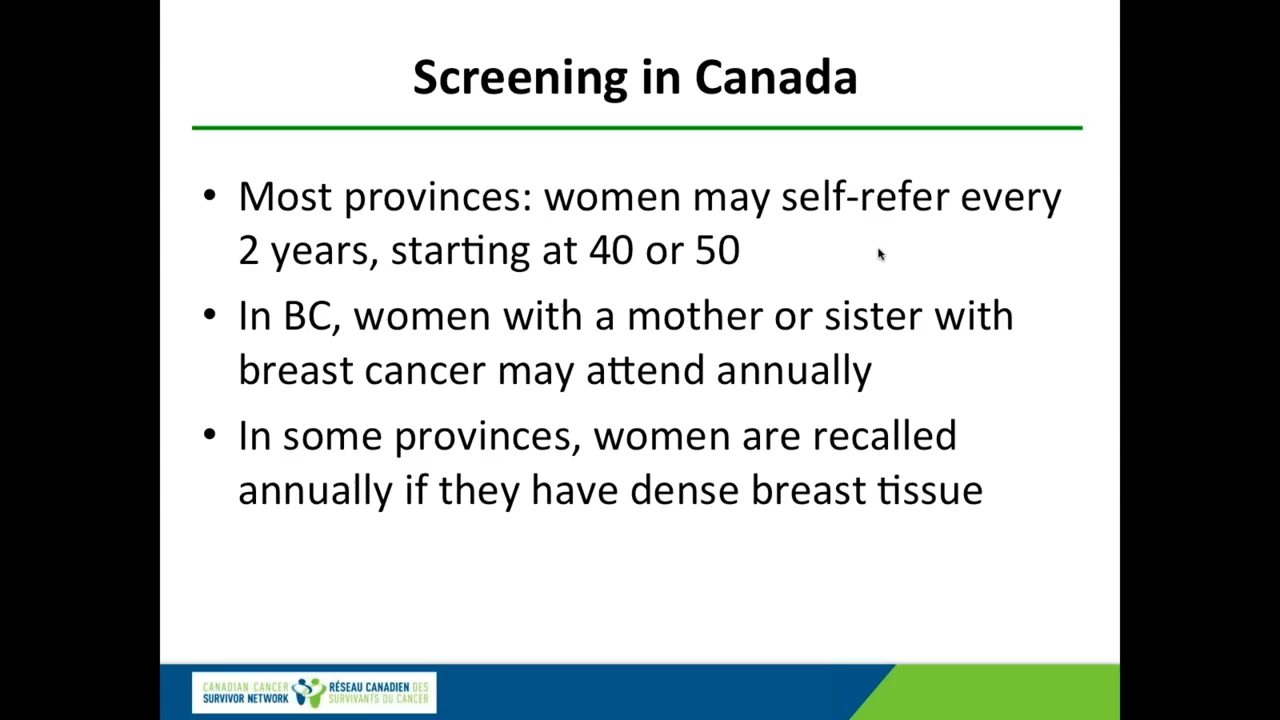 Screening in Canada
• Most provinces: women may self-refer every
2 years, starting at 40 or 50
• In BC, women with a mother or sister with
breast cancer may attend annually
• In some provinces, women are recalled
annually if they have dense breast tissue
CANADIAN CANCER
SURVIVOR NETWORK
RÉSEAU CANADIEN DES
SURVIVANTS DU CANCER